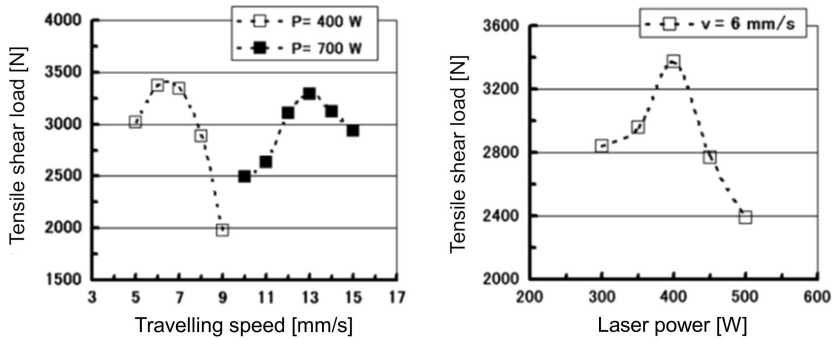 P= 400 W
P= 700 W
Tensile shear load [N]
4000
3500
3000
2500
2000
1500
3 5 7 9 11 13 15 17
Travelling speed [mm/s]
v = 6 mm/s
Tensile shear load [N]
3600
3200
2800
2400
2000
200 300 400 500 600
Laser power [W]